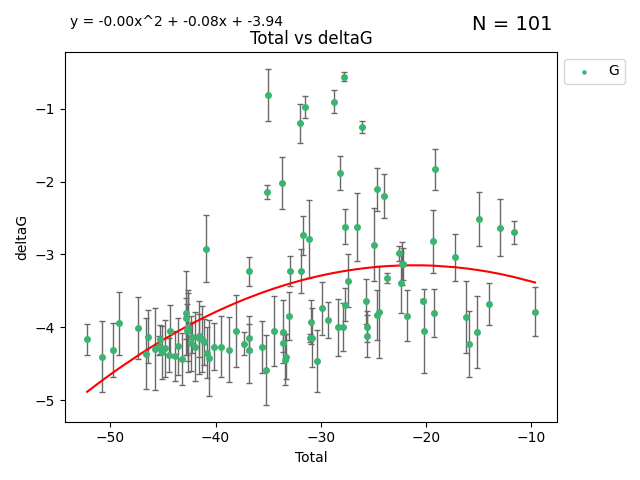 y = -0.00x^2 + -0.08x + -3.94
N = 101
Total vs deltaG
G
deltaG
−1
−2
−3
−4
−5
−50
−40
−30
−20
−10
Total